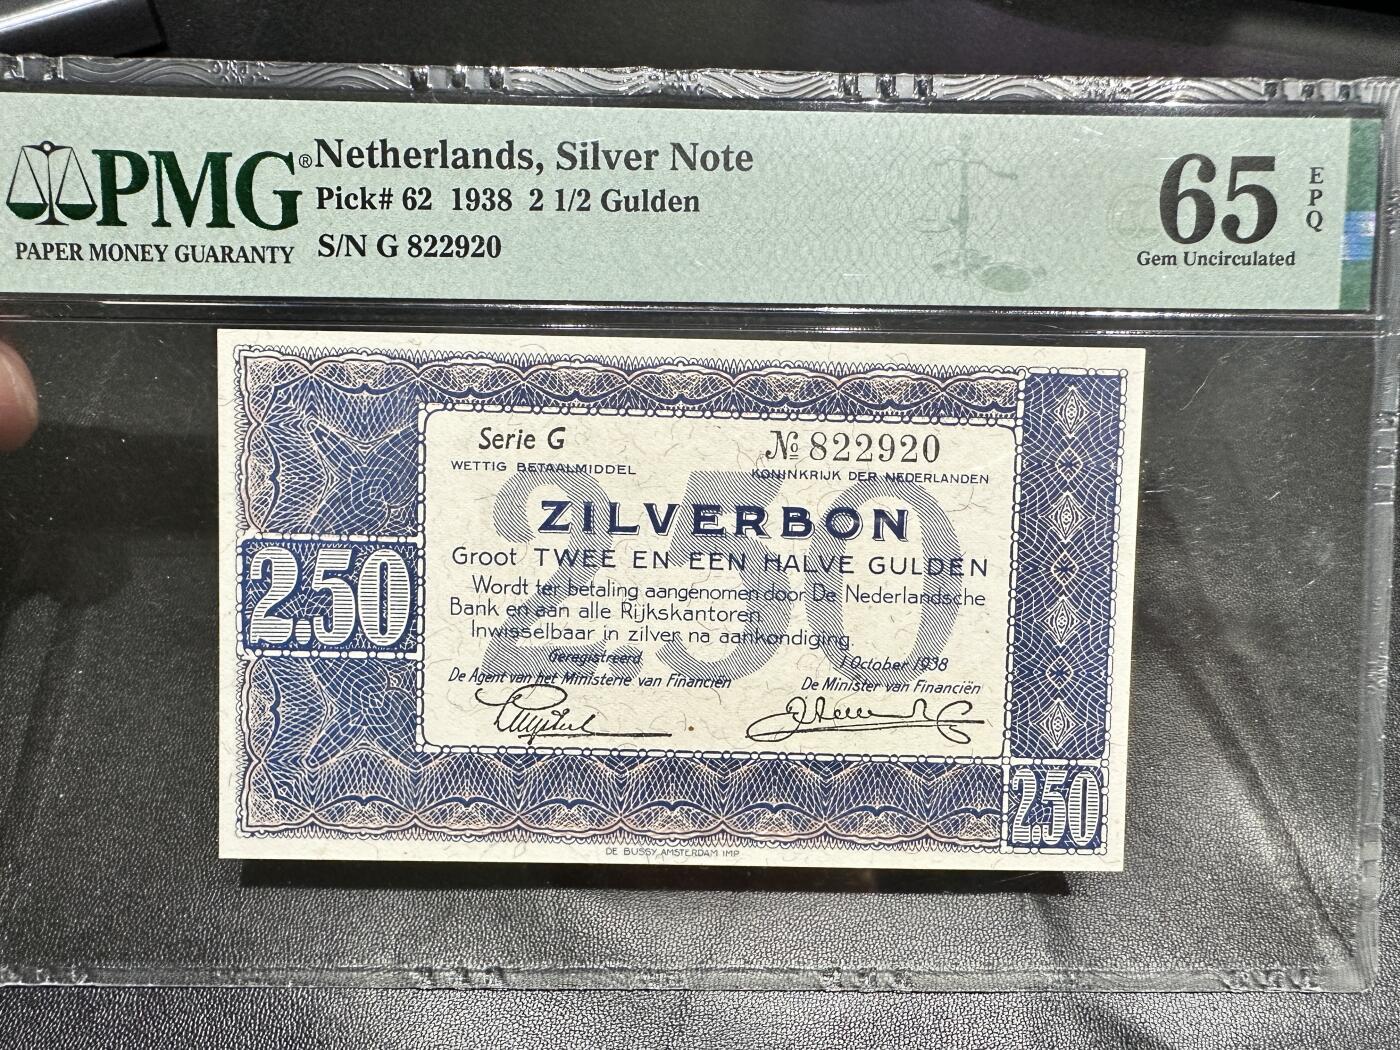 PMG®
PAPER MONEY GUARANTY
Netherlands, Silver Note
Pick# 62 1938 2 1/2 Gulden
S/N G 822920
65
EPQ
Gem Uncirculated
Serie G
№ 822920
WETTIG BETAALMIDDEL
KONINKRIJK DER NEDERLANDEN
2.50
ZILVERBON
Groot TWEE EN EEN HALVE GULDEN
Wordt ter betaling aangenomen door De Nederlandsche
Bank en aan alle Rijkskantoren.
Inwisselbaar in zilver na aankondiging.
Geregistreerd
1 October 1938
De Agent van het Ministerie van Financiën
De Minister van Financiën
2.50
2.50
DE BUSSY AMSTERDAM IMP